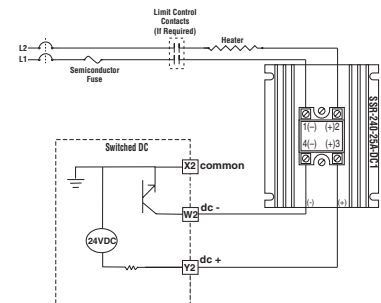 Limit Control
Contacts
(If Required)
Heater
L2
L1
Semiconductor
Fuse
SSR-240-25A-DC1
1(-) (+)2
4(-) (+)3
(-) (+)
Switched DC
X2 common
W2 dc -
24VDC
Y2 dc +